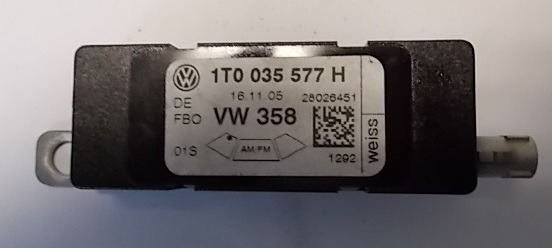 1T0 035 577 H
16.11.05 28026451
DE
FBO VW 358
01S AM/FM 1292
weiss